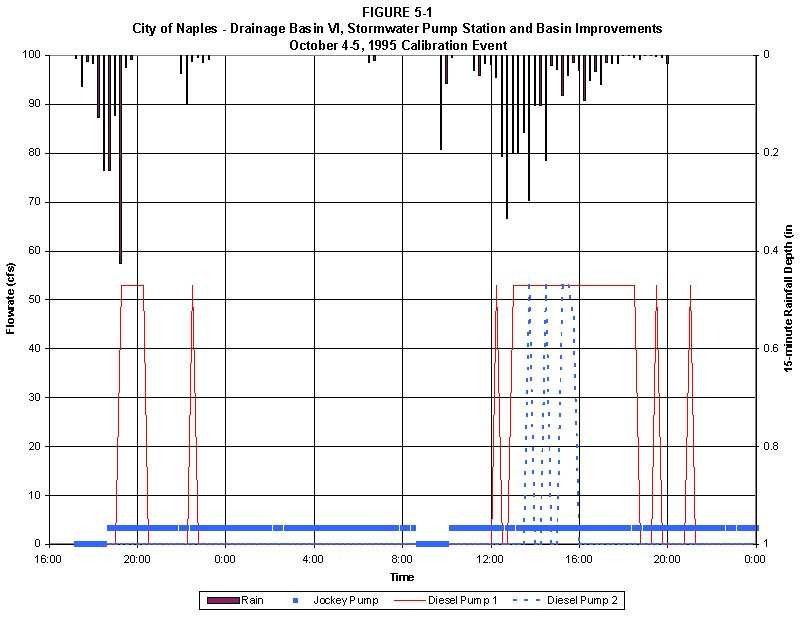 FIGURE 5-1
City of Naples - Drainage Basin VI, Stormwater Pump Station and Basin Improvements
October 4-5, 1995 Calibration Event
100
90
80
70
60
50
40
30
20
10
0
Flowrate (cfs)
0
0.2
0.4
0.6
0.8
1
15-minute Rainfall Depth (in
16:00 20:00 0:00 4:00 8:00 12:00 16:00 20:00 0:00
Time
Rain Jockey Pump Diesel Pump 1 Diesel Pump 2